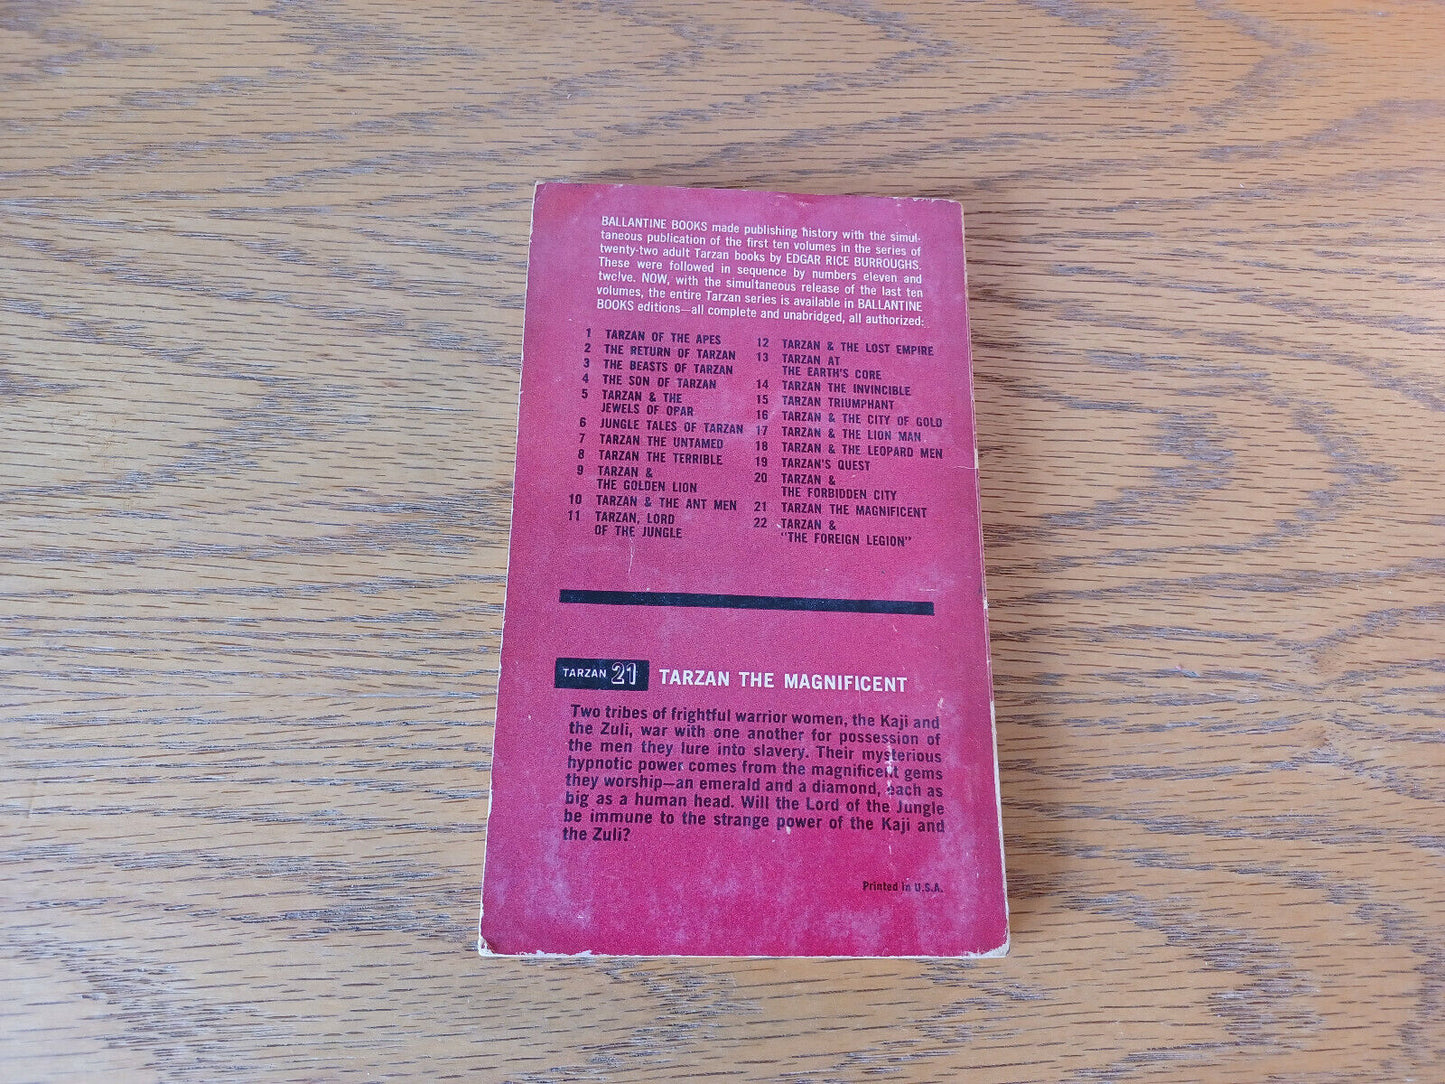 BALLANTINE BOOKS made publishing history with the simul-
taneous publication of the first ten volumes in the series of
twenty-two adult Tarzan books by EDGAR RICE BURROUGHS.
These were followed in sequence by numbers eleven and
twelve. NOW, with the simultaneous release of the last ten
volumes, the entire Tarzan series is available in BALLANTINE
BOOKS editions—all complete and unabridged, all authorized:
1 TARZAN OF THE APES
2 THE RETURN OF TARZAN
3 THE BEASTS OF TARZAN
4 THE SON OF TARZAN
5 TARZAN & THE
JEWELS OF OPAR
6 JUNGLE TALES OF TARZAN
7 TARZAN THE UNTAMED
8 TARZAN THE TERRIBLE
9 TARZAN &
THE GOLDEN LION
10 TARZAN & THE ANT MEN
11 TARZAN, LORD
OF THE JUNGLE
12 TARZAN & THE LOST EMPIRE
13 TARZAN AT
THE EARTH'S CORE
14 TARZAN THE INVINCIBLE
15 TARZAN TRIUMPHANT
16 TARZAN & THE CITY OF GOLD
17 TARZAN & THE LION MAN
18 TARZAN & THE LEOPARD MEN
19 TARZAN'S QUEST
20 TARZAN &
THE FORBIDDEN CITY
21 TARZAN THE MAGNIFICENT
22 TARZAN &
"THE FOREIGN LEGION"
TARZAN 21 TARZAN THE MAGNIFICENT
Two tribes of frightful warrior women, the Kaji and
the Zuli, war with one another for possession of
the men they lure into slavery. Their mysterious
hypnotic power comes from the magnificent gems
they worship—an emerald and a diamond, each as
big as a human head. Will the Lord of the Jungle
be immune to the strange power of the Kaji and
the Zuli?
Printed in U.S.A.